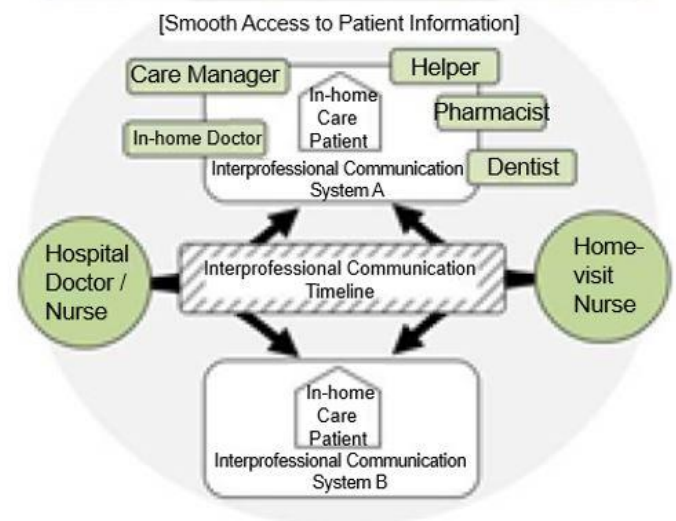 [Smooth Access to Patient Information]
Care Manager
Helper
In-home
Care
Patient
Pharmacist
In-home Doctor
Dentist
Interprofessional Communication
System A
Hospital
Doctor /
Nurse
Interprofessional Communication
Timeline
Home-
visit
Nurse
In-home
Care
Patient
Interprofessional Communication
System B